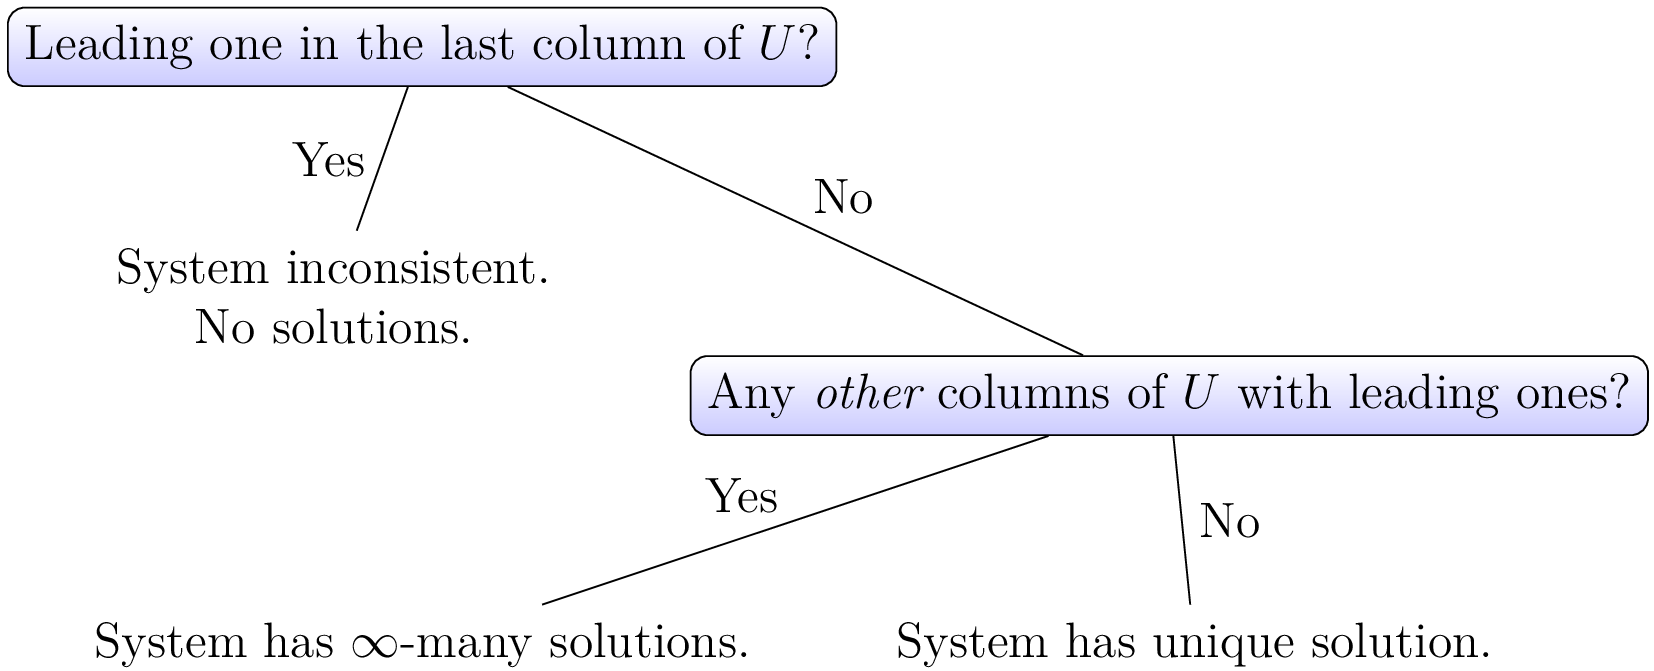 Leading one in the last column of U?
Yes
No
System inconsistent.
No solutions.
Any other columns of U with leading ones?
Yes
No
System has ∞-many solutions.
System has unique solution.